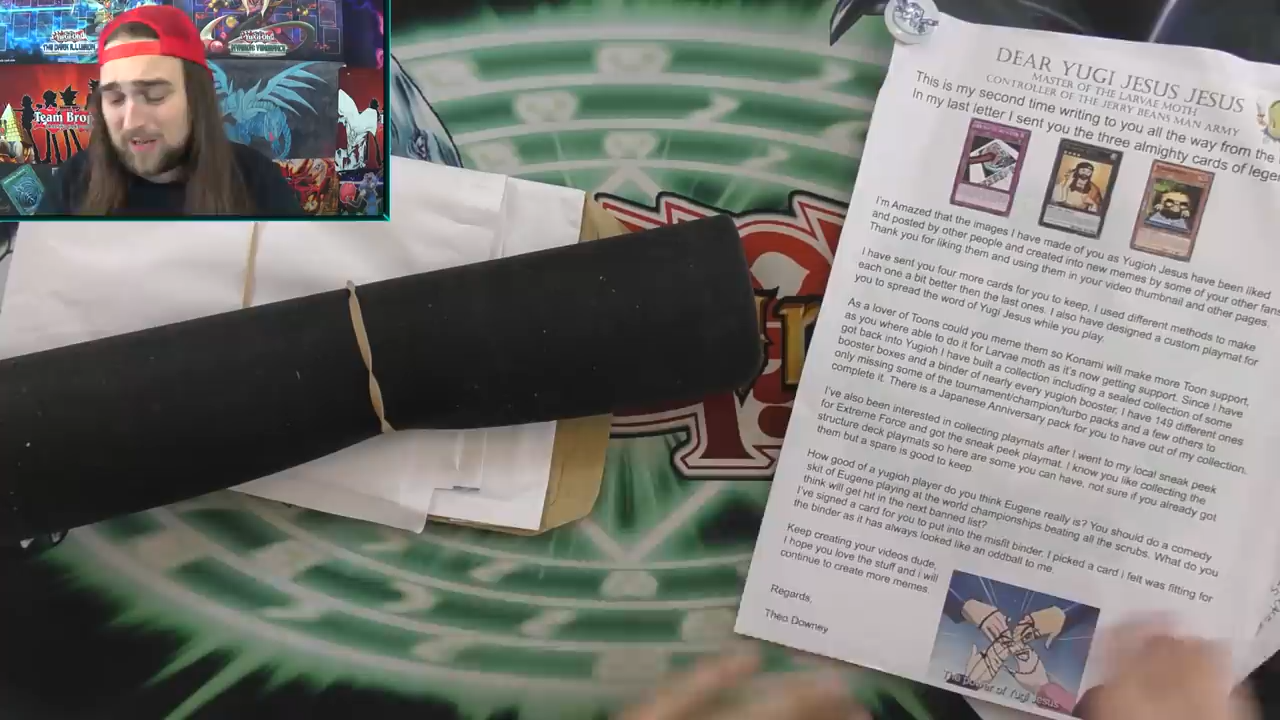 Yu-Gi-Oh!
THE DARK ILLUSION
Yu-Gi-Oh!
Team Bro
DEAR YUGI JESUS JESUS
MASTER OF THE LARVAE MOTH
CONTROLLER OF THE JERRY BEANS MAN ARMY
This is my second time writing to you all the way from the
In my last letter I sent you the three almighty cards of
I'm Amazed that the images I have made of you as Yugioh Jesus have been liked
and posted by other people and created into new memes by some of your other fans
Thank you for liking them and using them in your video thumbnail and other pages.
I have sent you four more cards for you to keep, I used different methods to make
each one a bit better then the last ones. I also have designed a custom playmat for
you to spread the word of Yugi Jesus while you play.
As a lover of Toons could you meme them so Konami will make more Toon support,
as you where able to do it for Larvae moth as it's now getting support. Since I have
got back into Yugioh I have built a collection including a sealed collection of some
booster boxes and a binder of nearly every yugioh booster, I have 149 different ones
only missing some of the tournament/champion/turbo packs and a few others to
complete it. There is a Japanese Anniversary pack for you to have out of my collection.
I've also been interested in collecting playmats after I went to my local sneak peek
for Extreme Force and got the sneak peek playmat. I know you like collecting the
structure deck playmats so here are some you can have, not sure if you already got
them but a spare is good to keep.
How good of a yugioh player do you think Eugene really is? You should do a comedy
skit of Eugene playing at the world championships beating all the scrubs. What do you
think will get hit in the next banned list?
I've signed a card for you to put into the misfit binder. I picked a card i felt was fitting for
the binder as it has always looked like an oddball to me.
Keep creating your videos dude,
I hope you love the stuff and i will
continue to create more memes.
Regards,
Theo Downey
The power of Yugi Jesus